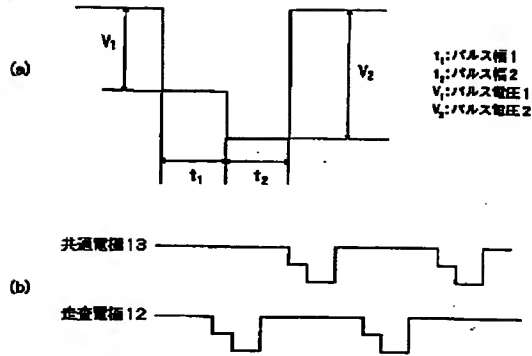 (a)
V₁
V₂
t₁
t₂
t₁:パルス幅1
t₂:パルス幅2
V₁:パルス電圧1
V₂:パルス電圧2
(b)
共通電極13
走査電極12